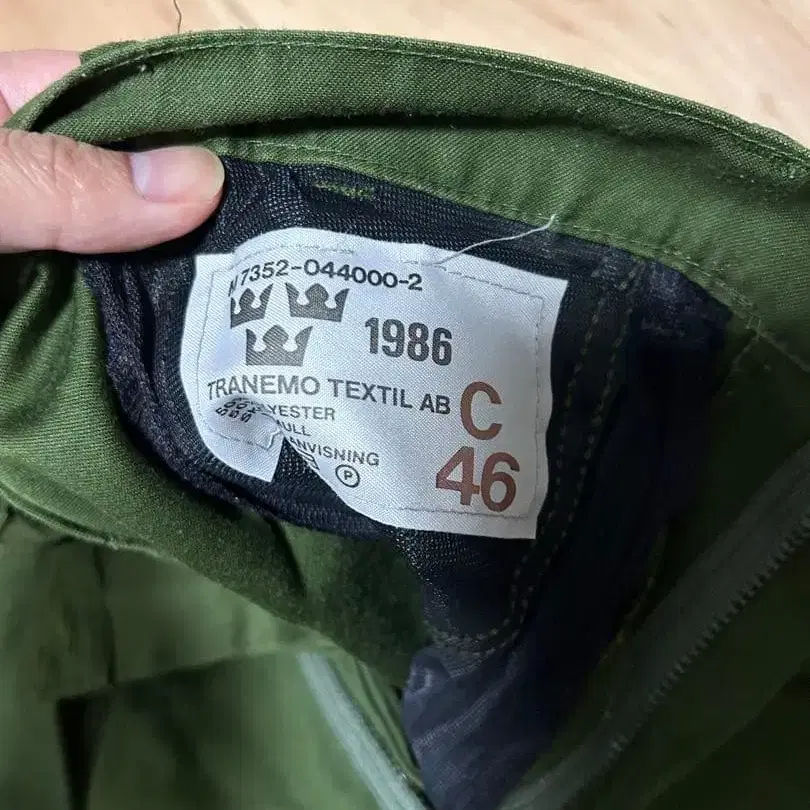 M7352-044000-2
1986
TRANEMO TEXTIL AB
C
46
YESTER
ULL
ANVISNING
P